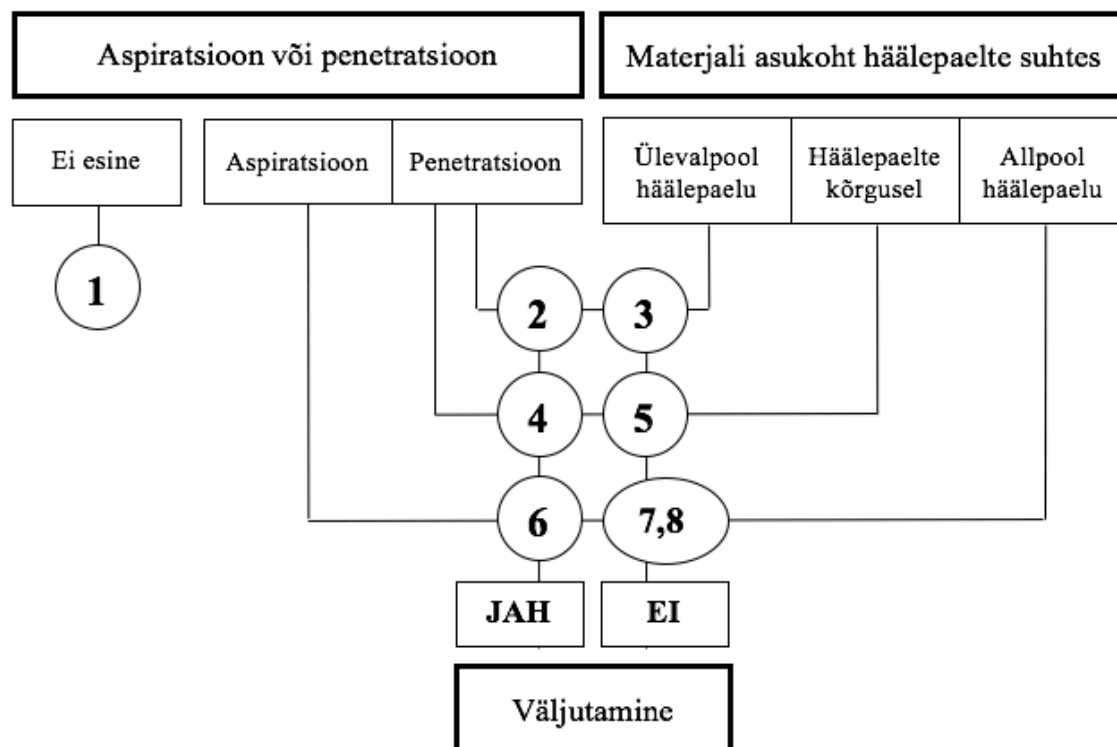 Aspiratsioon või penetratsioon
Materjali asukoht häälepaelte suhtes
Ei esine
Aspiratsioon
Penetratsioon
Ülevalpool
häälepaelu
Häälepaelte
kõrgusel
Allpool
häälepaelu
1
2
3
4
5
6
7,8
JAH
EI
Väljutamine